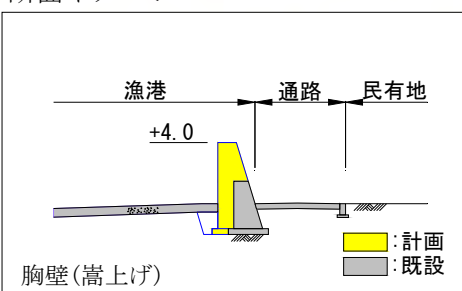 漁港 通路 民有地
+4.0
:計画
:既設
胸壁(嵩上げ)